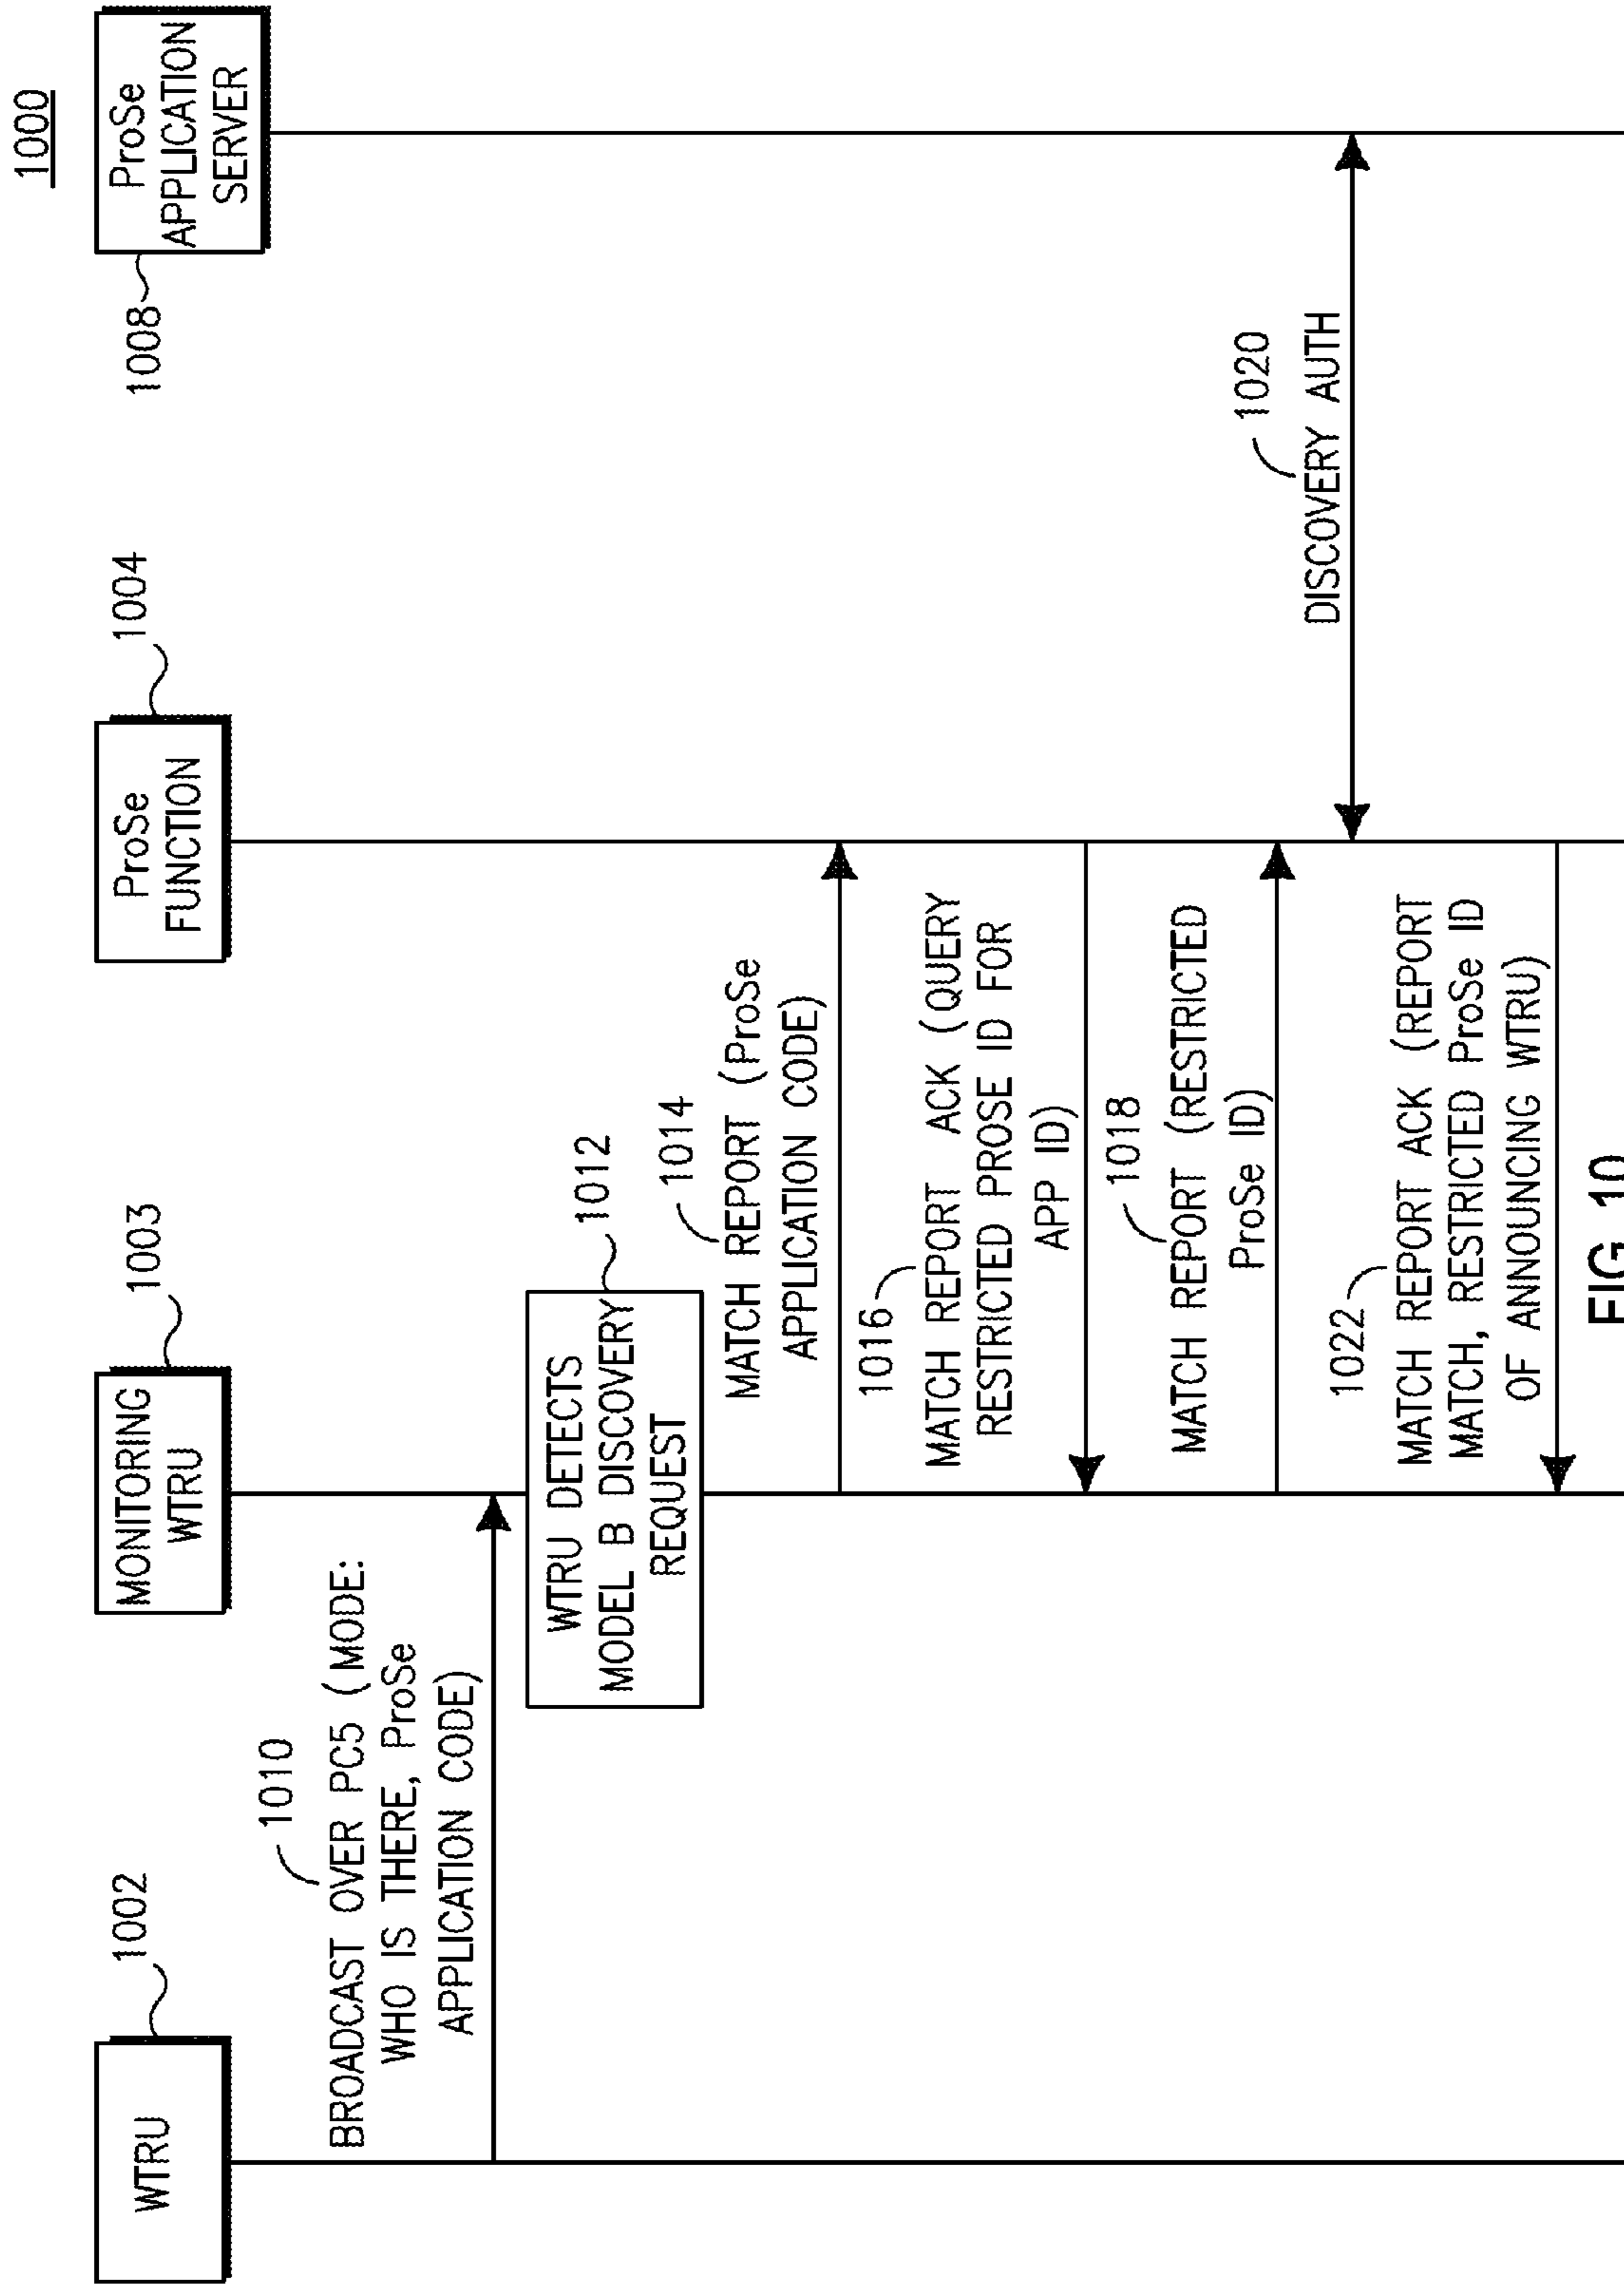 1000
WTRU
1002
MONITORING
WTRU
1003
ProSe
FUNCTION
1004
ProSe
APPLICATION
SERVER
1008
1010
BROADCAST OVER PC5 (MODE:
WHO IS THERE, ProSe
APPLICATION CODE)
WTRU DETECTS
MODEL B DISCOVERY
REQUEST
1012
1014
MATCH REPORT (ProSe
APPLICATION CODE)
1016
MATCH REPORT ACK (QUERY
RESTRICTED PROSE ID FOR
APP ID)
1018
MATCH REPORT (RESTRICTED
ProSe ID)
1020
DISCOVERY AUTH
1022
MATCH REPORT ACK (REPORT
MATCH, RESTRICTED ProSe ID
OF ANNOUNCING WTRU)
FIG. 10